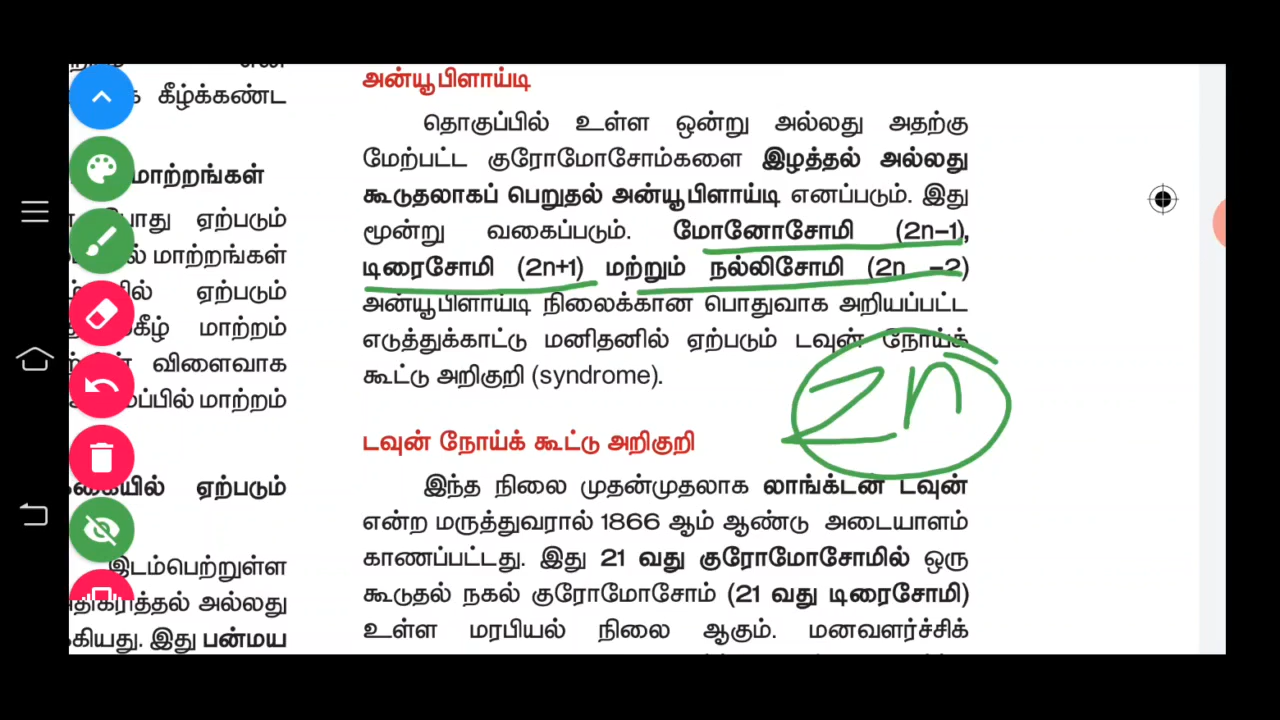 கீழ்க்கண்ட
மாற்றங்கள்
ஏற்படும்
மாற்றங்கள்
ஏற்படும்
மாற்றம்
விளைவாக
மாற்றம்
ஏற்படும்
இடம்பெற்றுள்ள
அல்லது
இது பன்மய
அன்யூபிளாய்டி
தொகுப்பில் உள்ள ஒன்று அல்லது அதற்கு
மேற்பட்ட குரோமோசோம்களை இழத்தல் அல்லது
கூடுதலாகப் பெறுதல் அன்யூபிளாய்டி எனப்படும். இது
மூன்று வகைப்படும். மோனோசோமி (2n–1),
டிரைசோமி (2n+1) மற்றும் நல்லிசோமி (2n –2)
அன்யூபிளாய்டி நிலைக்கான பொதுவாக அறியப்பட்ட
எடுத்துக்காட்டு மனிதனில் ஏற்படும் டவுன் நோய்க்
கூட்டு அறிகுறி (syndrome).
2n
டவுன் நோய்க் கூட்டு அறிகுறி
இந்த நிலை முதன்முதலாக லாங்க்டன் டவுன்
என்ற மருத்துவரால் 1866 ஆம் ஆண்டு அடையாளம்
காணப்பட்டது. இது 21 வது குரோமோசோமில் ஒரு
கூடுதல் நகல் குரோமோசோம் (21 வது டிரைசோமி)
உள்ள மரபியல் நிலை ஆகும். மனவளர்ச்சிக்